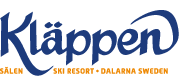 Kläppen
SÄLEN SKI RESORT • DALARNA SWEDEN